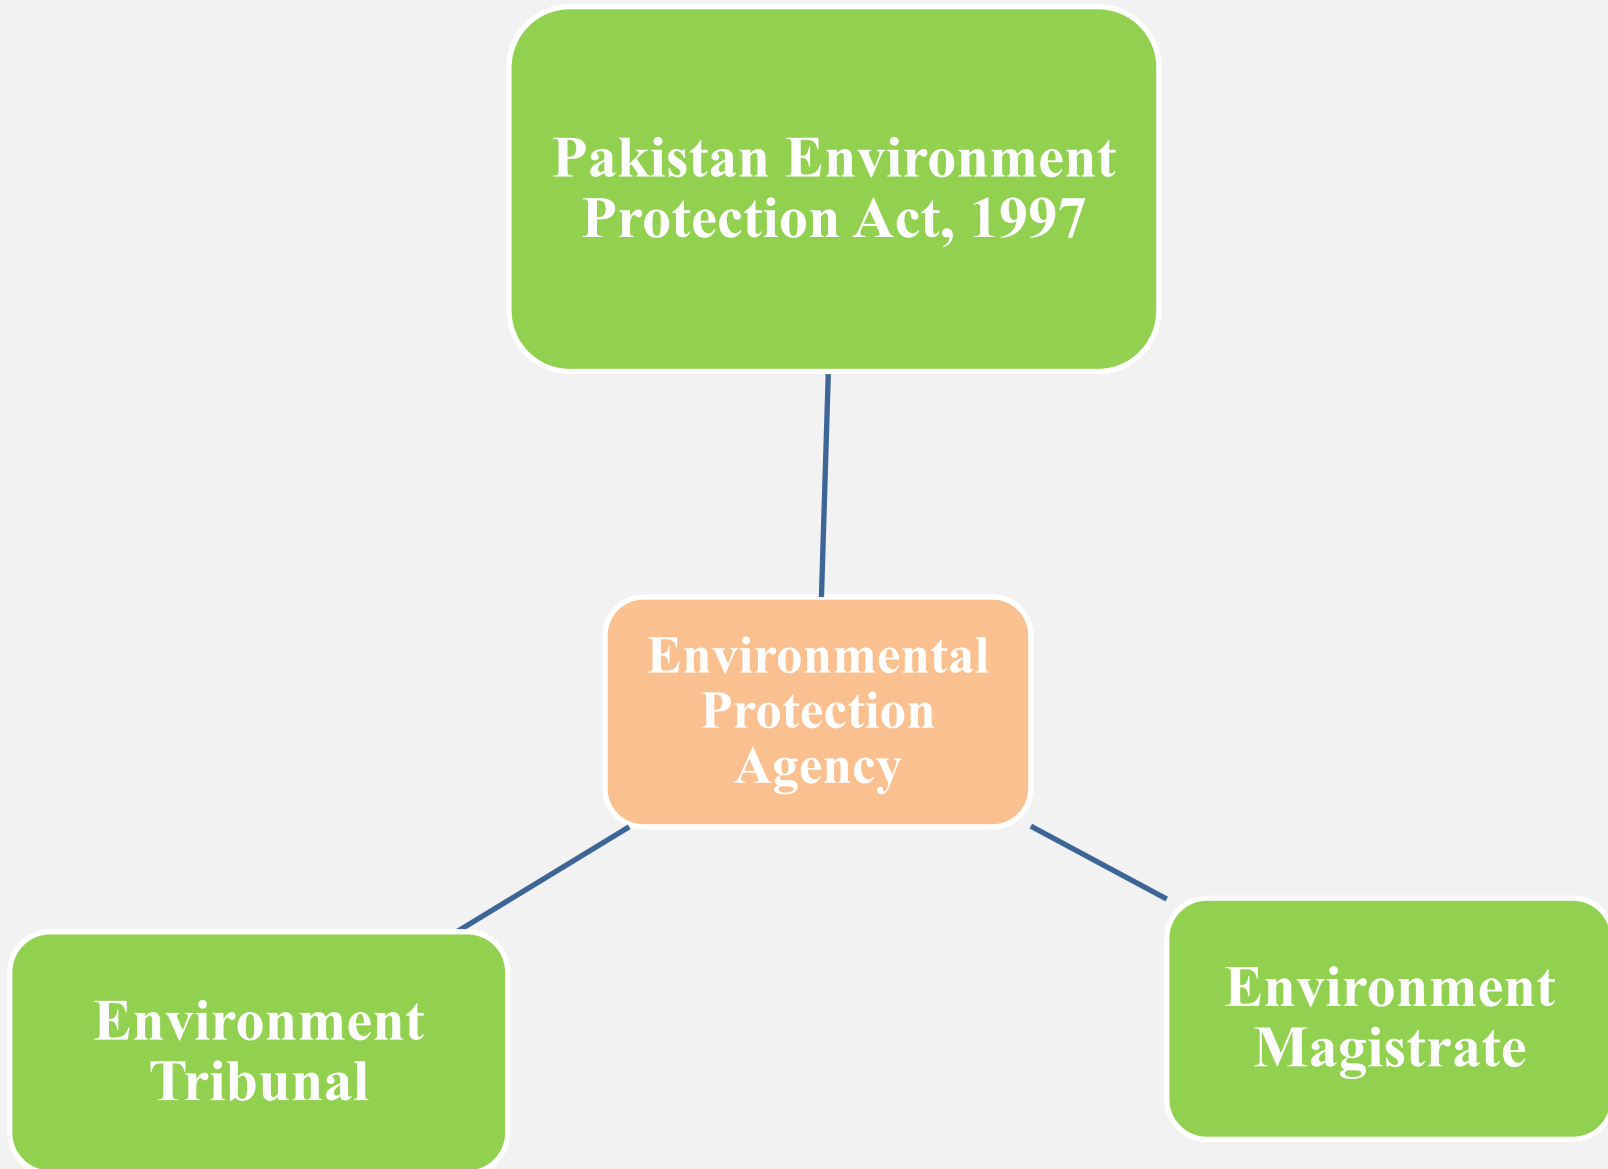 Pakistan Environment
Protection Act, 1997
Environmental
Protection
Agency
Environment
Tribunal
Environment
Magistrate